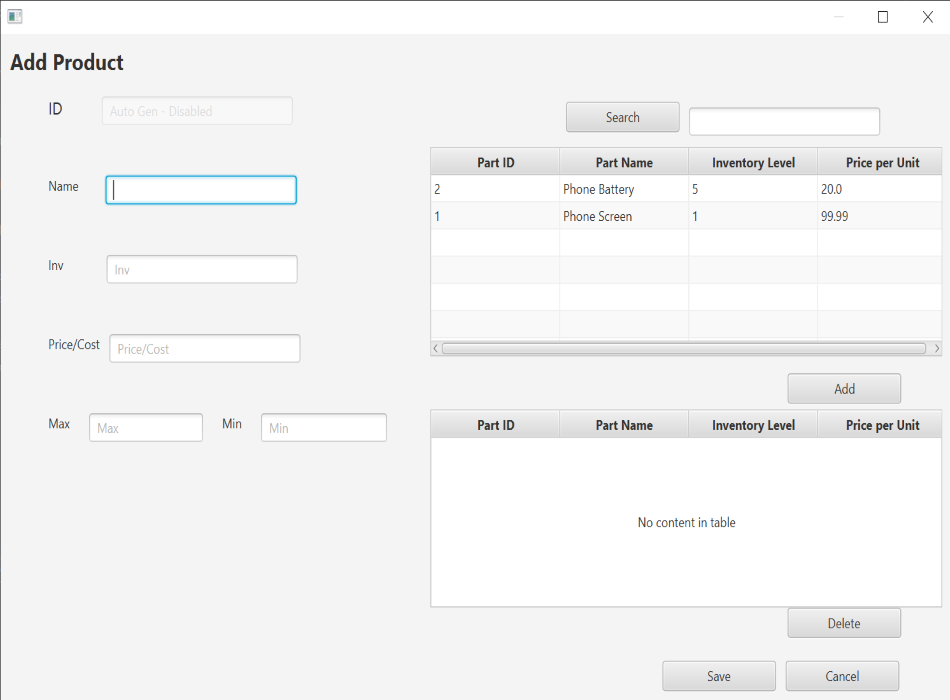 Add Product
ID Auto Gen - Disabled
Name
Inv Inv
Price/Cost Price/Cost
Max Max Min Min
Search
Part ID Part Name Inventory Level Price per Unit
2 Phone Battery 5 20.0
1 Phone Screen 1 99.99
Add
Part ID Part Name Inventory Level Price per Unit
No content in table
Delete
Save Cancel